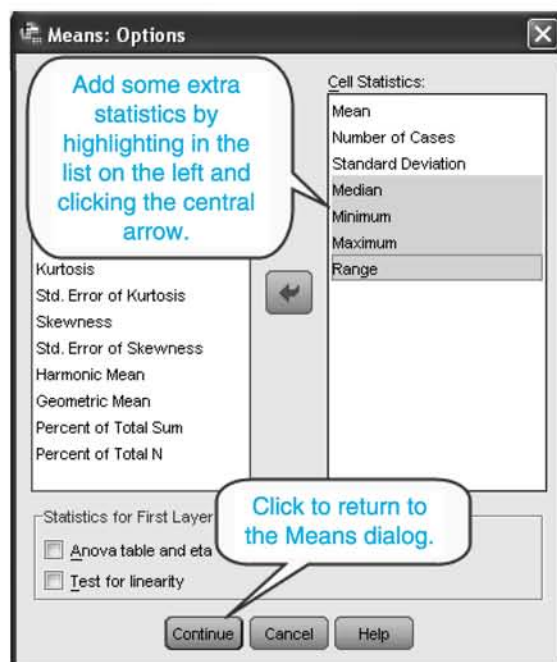 Means: Options
Add some extra
statistics by
highlighting in the
list on the left and
clicking the central
arrow.
Cell Statistics:
Mean
Number of Cases
Standard Deviation
Median
Minimum
Maximum
Range
Kurtosis
Std. Error of Kurtosis
Skewness
Std. Error of Skewness
Harmonic Mean
Geometric Mean
Percent of Total Sum
Percent of Total N
Click to return to
the Means dialog.
Statistics for First Layer
Anova table and eta
Test for linearity
Continue
Cancel
Help